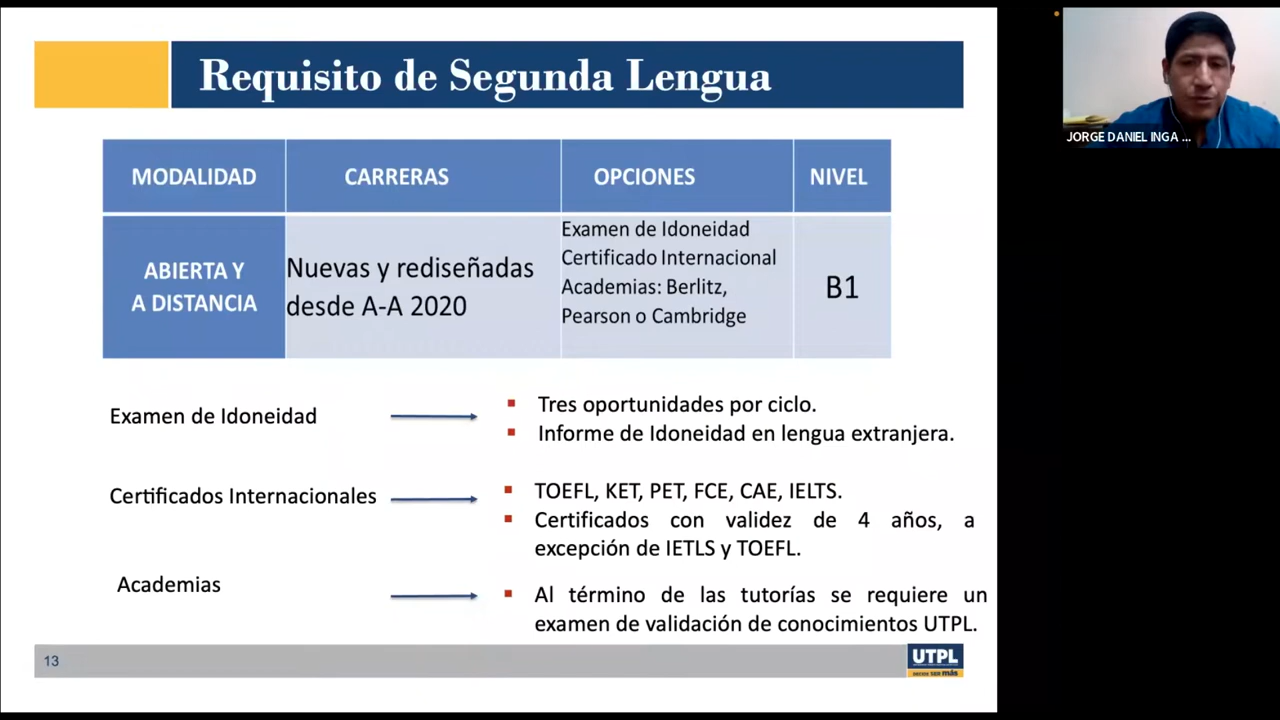 Requisito de Segunda Lengua
JORGE DANIEL INGA ...
MODALIDAD CARRERAS OPCIONES NIVEL
ABIERTA Y
A DISTANCIA
Nuevas y rediseñadas
desde A-A 2020
Examen de Idoneidad
Certificado Internacional
Academias: Berlitz,
Pearson o Cambridge
B1
Examen de Idoneidad
▪ Tres oportunidades por ciclo.
▪ Informe de Idoneidad en lengua extranjera.
Certificados Internacionales
▪ TOEFL, KET, PET, FCE, CAE, IELTS.
▪ Certificados con validez de 4 años, a
excepción de IETLS y TOEFL.
Academias
▪ Al término de las tutorías se requiere un
examen de validación de conocimientos UTPL.
13
UTPL
DECIDE SER más